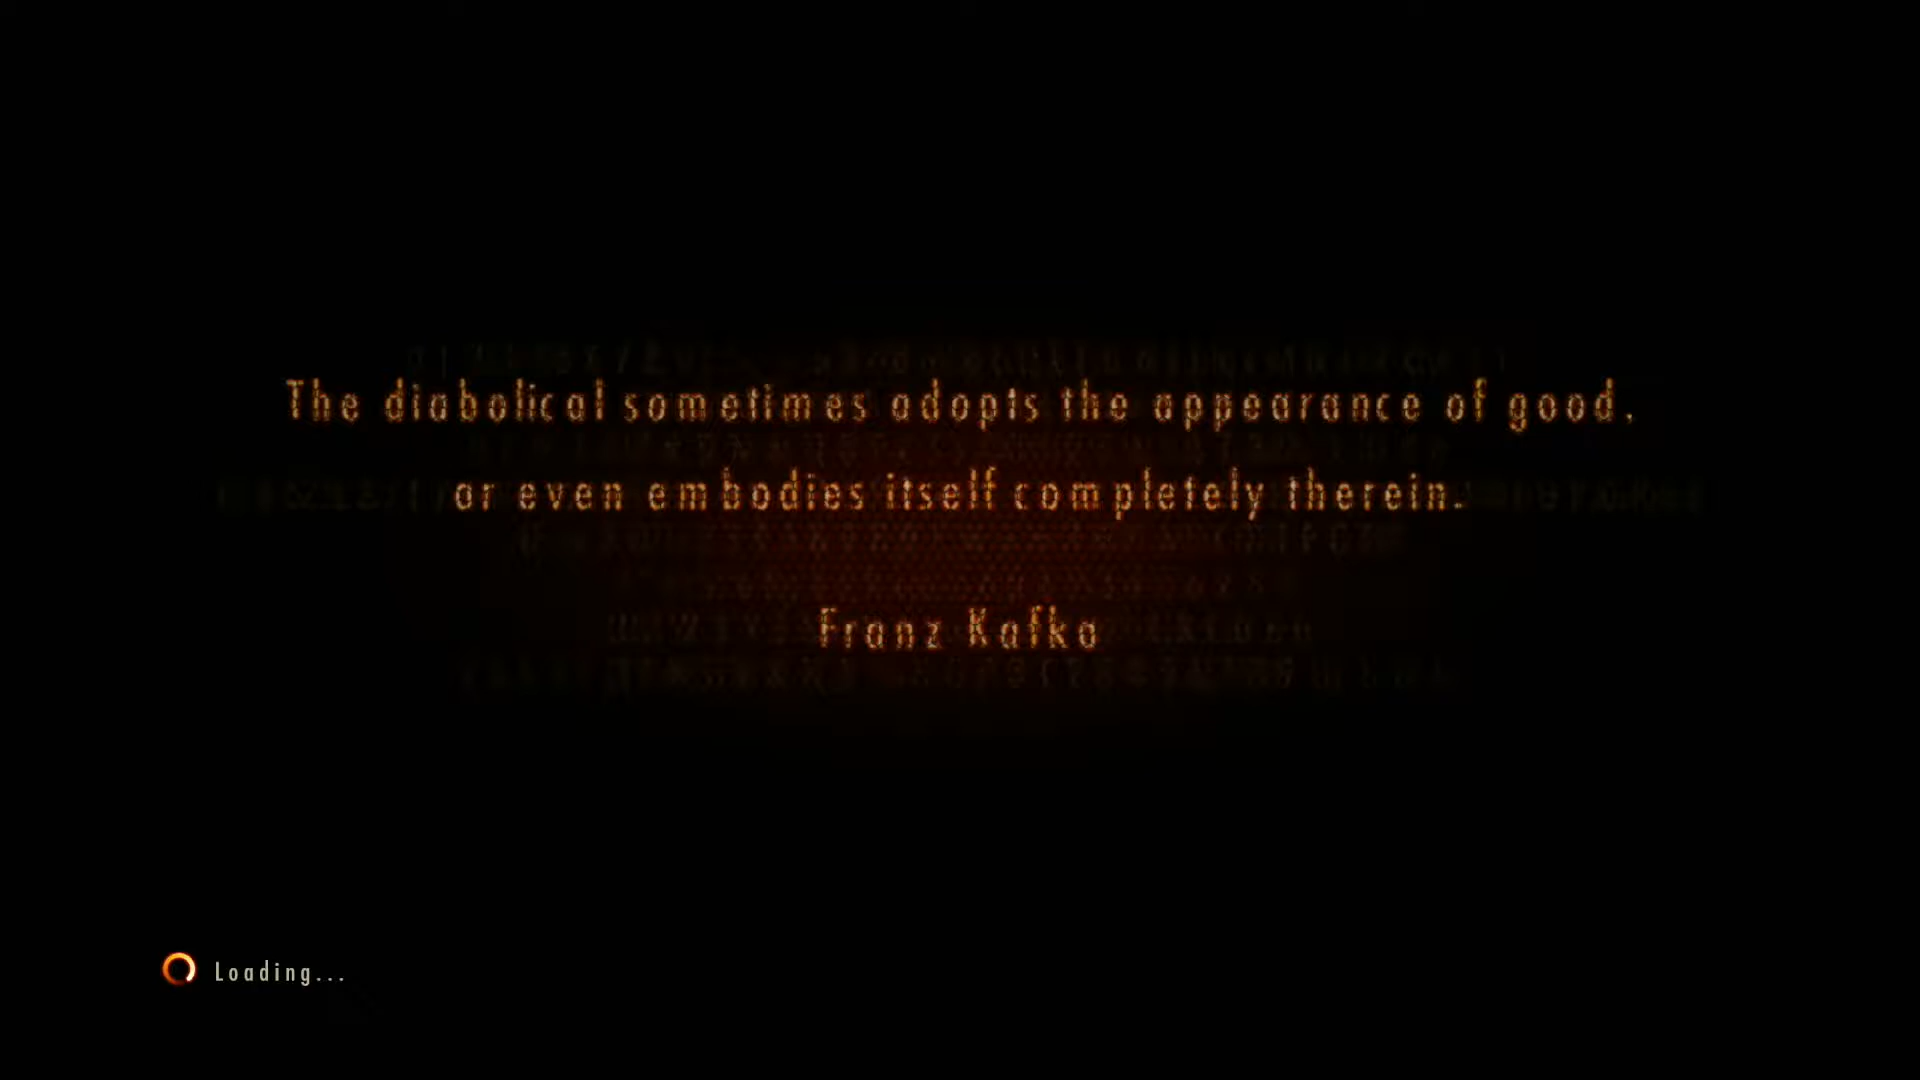 The diabolical sometimes adopts the appearance of good,
or even embodies itself completely therein.
Franz Kafka
Loading...